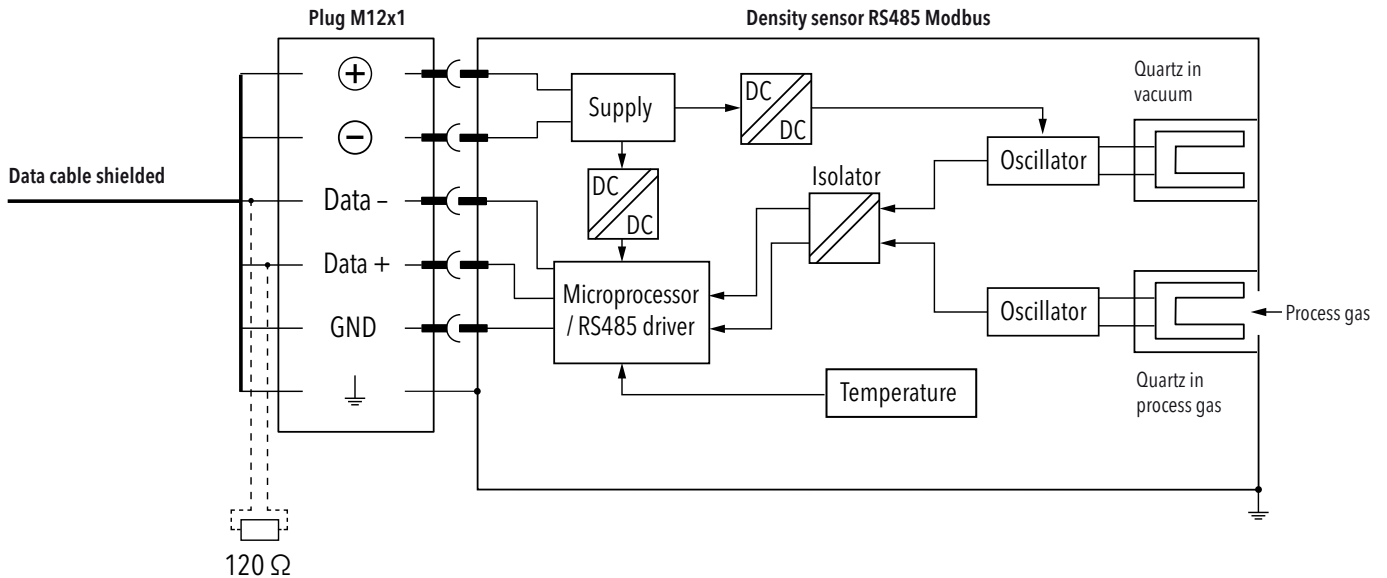 Plug M12x1
Density sensor RS485 Modbus
+
−
Data –
Data +
GND
Data cable shielded
120 Ω
Supply
DC
DC
DC
DC
Isolator
Microprocessor
/ RS485 driver
Temperature
Oscillator
Oscillator
Quartz in
vacuum
Process gas
Quartz in
process gas